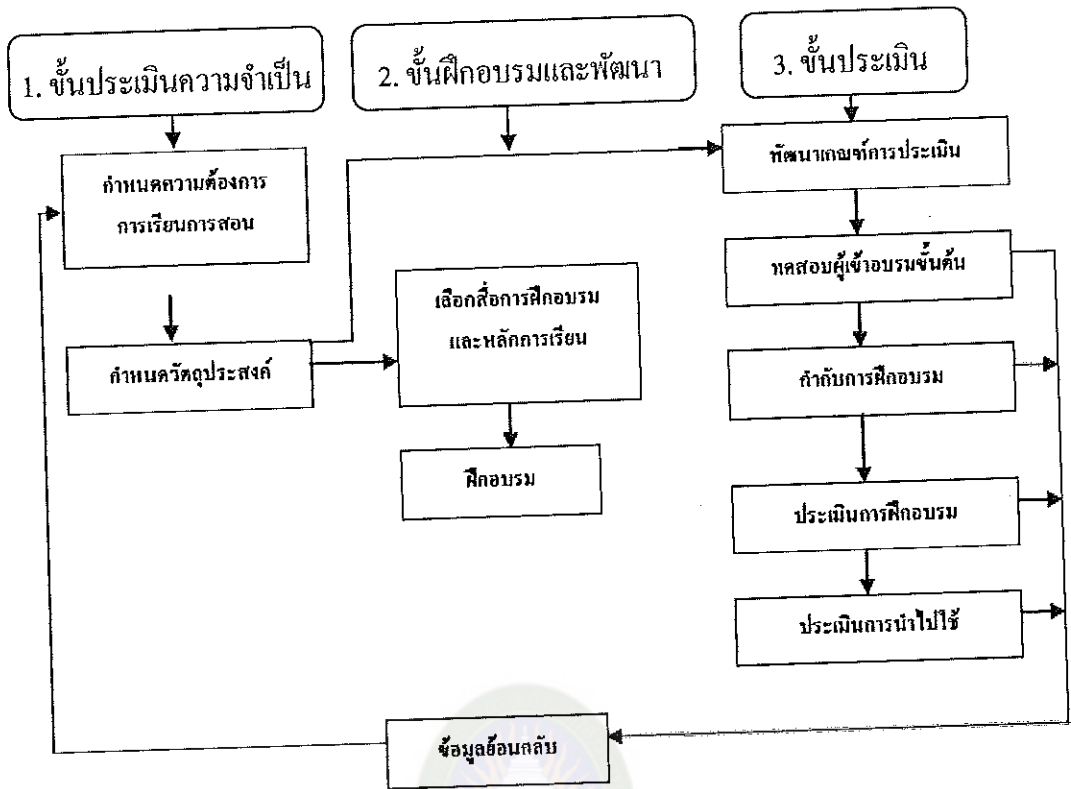 1. ขั้นประเมินความจำเป็น
2. ขั้นฝึกอบรมและพัฒนา
3. ขั้นประเมิน
กำหนดความต้องการ
การเรียนการสอน
กำหนดวัตถุประสงค์
เลือกสื่อการฝึกอบรม
และหลักการเรียน
ฝึกอบรม
พัฒนาเกณฑ์การประเมิน
ทดสอบผู้เข้าอบรมขั้นต้น
กำกับการฝึกอบรม
ประเมินการฝึกอบรม
ประเมินการนำไปใช้
ข้อมูลย้อนกลับ